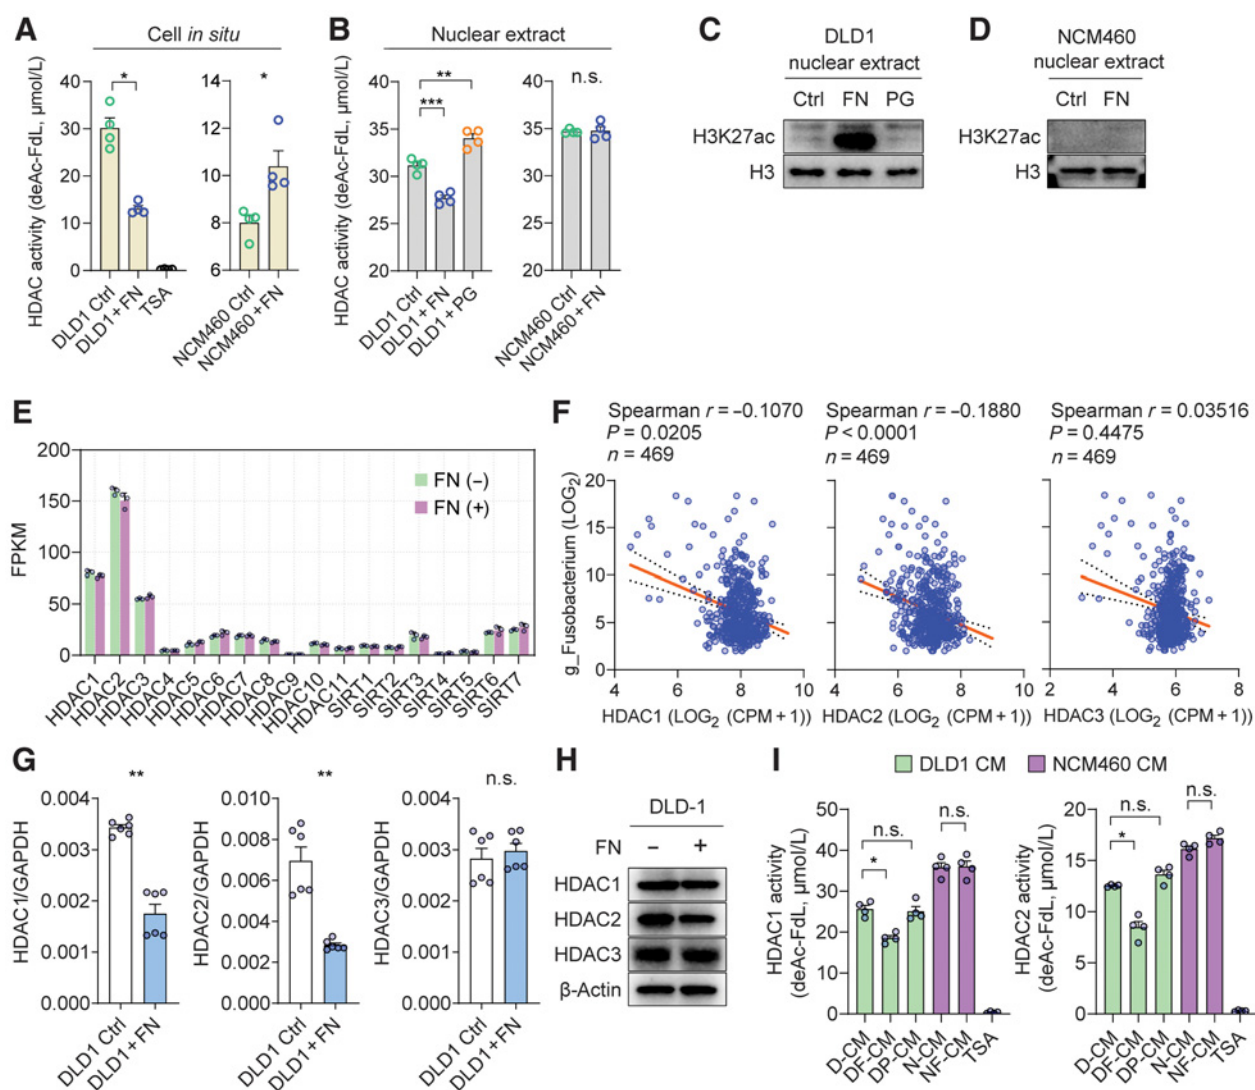 A
Cell in situ
HDAC activity (deAc-FdL, μmol/L)
40
30
20
10
0
*
DLD1 Ctrl
DLD1+FN
TSA
14
12
10
8
6
*
NCM460 Ctrl
NCM460+FN
B
Nuclear extract
HDAC activity (deAc-FdL, μmol/L)
40
35
30
25
20
**
***
DLD1 Ctrl
DLD1+FN
DLD1+PG
40
35
30
25
20
n.s.
NCM460 Ctrl
NCM460+FN
C
DLD1
nuclear extract
Ctrl FN PG
H3K27ac
H3
D
NCM460
nuclear extract
Ctrl FN
H3K27ac
H3
E
FPKM
200
150
100
50
0
FN (–)
FN (+)
HDAC1
HDAC2
HDAC3
HDAC4
HDAC5
HDAC6
HDAC7
HDAC8
HDAC9
HDAC10
HDAC11
SIRT1
SIRT2
SIRT3
SIRT4
SIRT5
SIRT6
SIRT7
F
Spearman r = –0.1070
P = 0.0205
n = 469
g_Fusobacterium (LOG2)
20
15
10
5
0
4 6 8 10
HDAC1 (LOG2 (CPM + 1))
Spearman r = –0.1880
P < 0.0001
n = 469
4 6 8 10
HDAC2 (LOG2 (CPM + 1))
Spearman r = 0.03516
P = 0.4475
n = 469
2 4 6 8
HDAC3 (LOG2 (CPM + 1))
G
HDAC1/GAPDH
0.004
0.003
0.002
0.001
0.000
**
DLD1 Ctrl
DLD1+FN
HDAC2/GAPDH
0.010
0.008
0.006
0.004
0.002
0.000
**
DLD1 Ctrl
DLD1+FN
HDAC3/GAPDH
0.004
0.003
0.002
0.001
0.000
n.s.
DLD1 Ctrl
DLD1+FN
H
DLD-1
FN – +
HDAC1
HDAC2
HDAC3
β-Actin
I
DLD1 CM
NCM460 CM
HDAC1 activity
(deAc-FdL, μmol/L)
50
40
30
20
10
0
n.s.
n.s.
*
D-CM
DF-CM
DP-CM
N-CM
NF-CM
TSA
HDAC2 activity
(deAc-FdL, μmol/L)
20
15
10
5
0
n.s.
n.s.
*
D-CM
DF-CM
DP-CM
N-CM
NF-CM
TSA